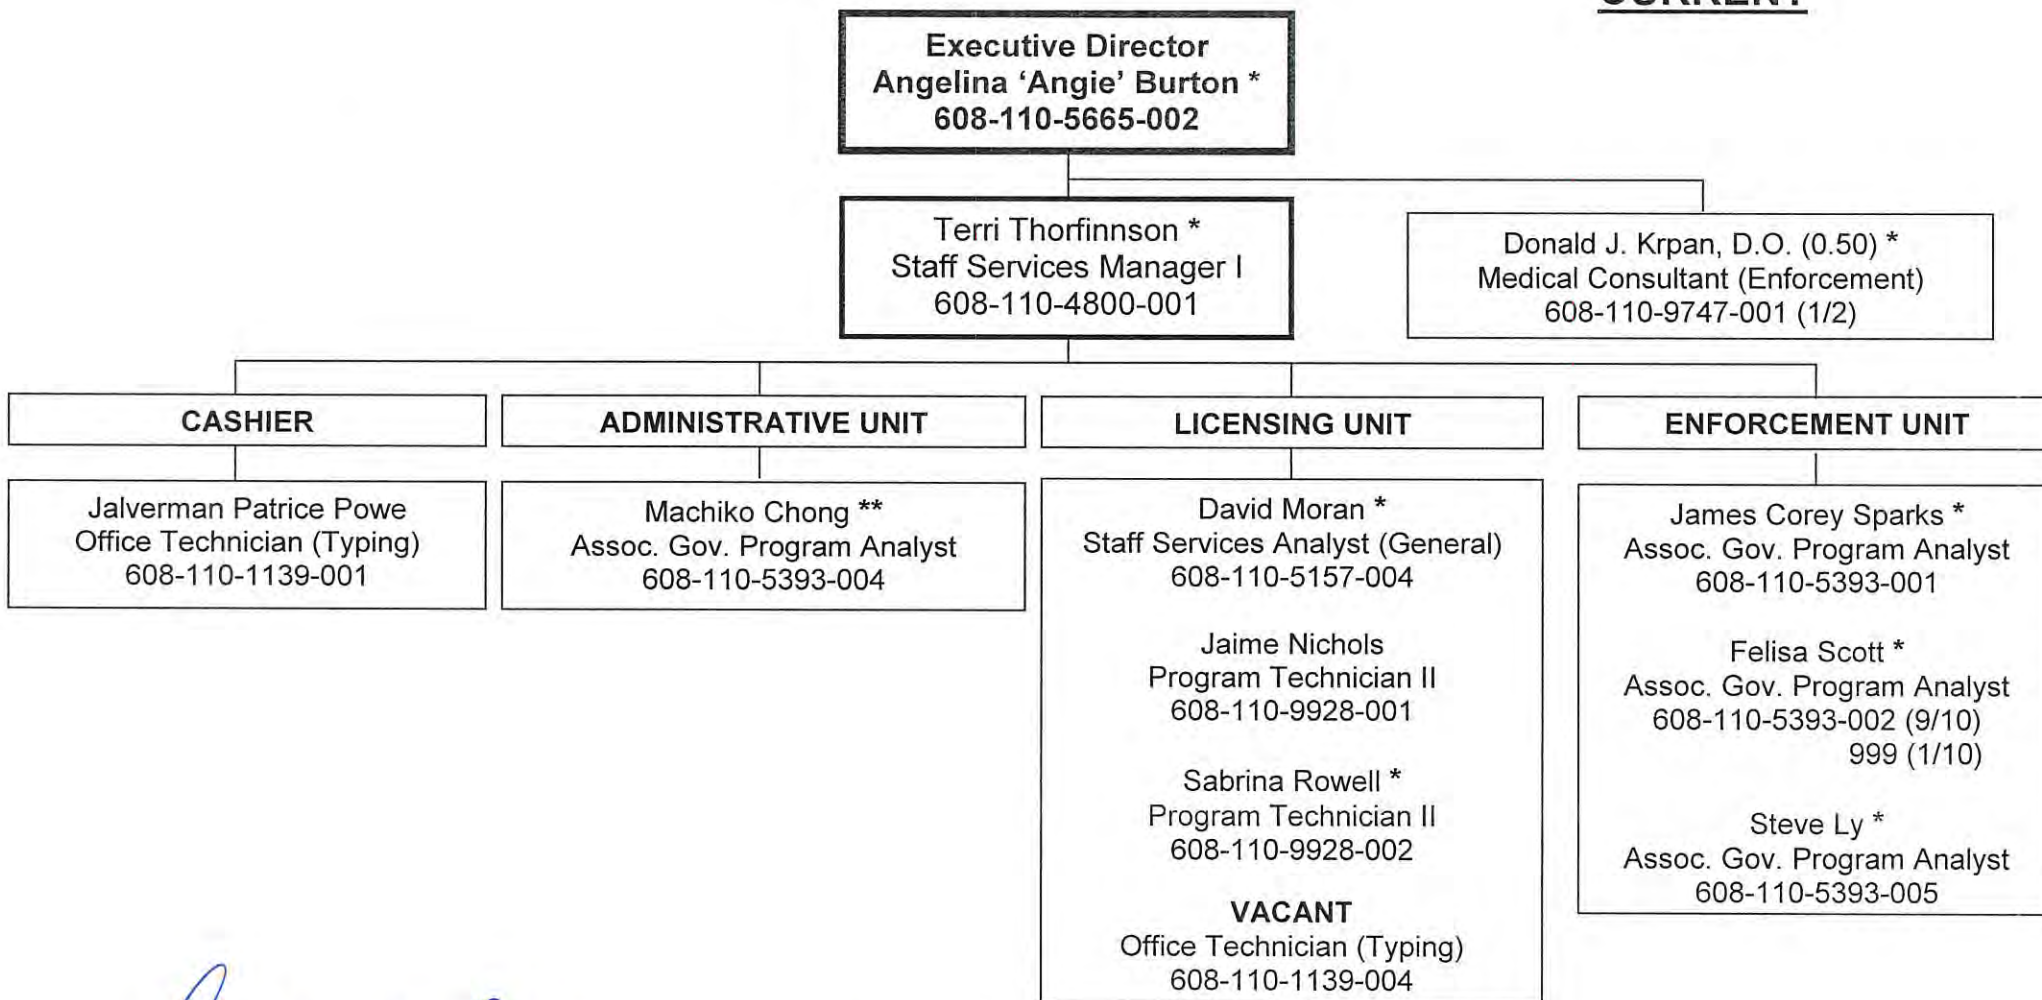 CURRENT
Executive Director
Angelina ‘Angie’ Burton *
608-110-5665-002
Terri Thorfinnson *
Staff Services Manager I
608-110-4800-001
Donald J. Krpan, D.O. (0.50) *
Medical Consultant (Enforcement)
608-110-9747-001 (1/2)
CASHIER
Jalverman Patrice Powe
Office Technician (Typing)
608-110-1139-001
ADMINISTRATIVE UNIT
Machiko Chong **
Assoc. Gov. Program Analyst
608-110-5393-004
LICENSING UNIT
David Moran *
Staff Services Analyst (General)
608-110-5157-004
Jaime Nichols
Program Technician II
608-110-9928-001
Sabrina Rowell *
Program Technician II
608-110-9928-002
VACANT
Office Technician (Typing)
608-110-1139-004
ENFORCEMENT UNIT
James Corey Sparks *
Assoc. Gov. Program Analyst
608-110-5393-001
Felisa Scott *
Assoc. Gov. Program Analyst
608-110-5393-002 (9/10)
999 (1/10)
Steve Ly *
Assoc. Gov. Program Analyst
608-110-5393-005